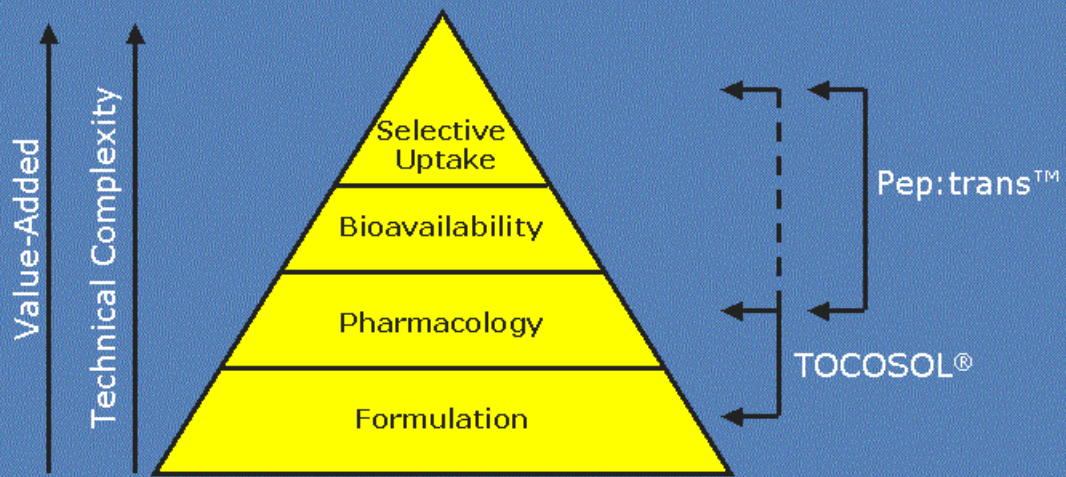 Value-Added
Technical Complexity
Selective
Uptake
Bioavailability
Pharmacology
Formulation
Pep:trans™
TOCOSOL®